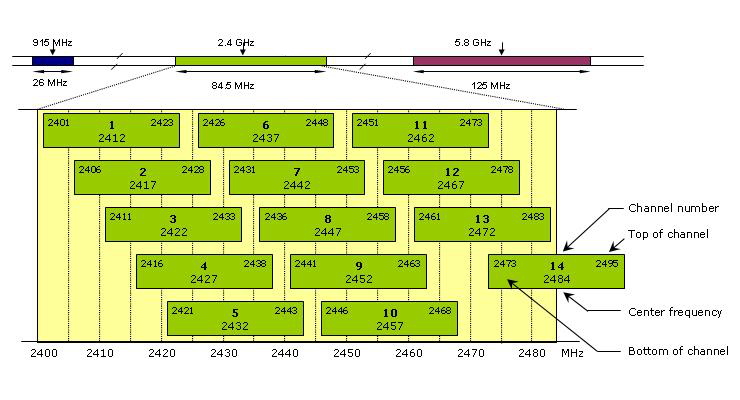 915 MHz 2.4 GHz 5.8 GHz
26 MHz 84.5 MHz 125 MHz
2401 1 2423 2426 6 2448 2451 11 2473
2412 2437 2462
2406 2 2428 2431 7 2453 2456 12 2478
2417 2442 2467
2411 3 2433 2436 8 2458 2461 13 2483
2422 2447 2472
Channel number
Top of channel
2416 4 2438 2441 9 2463 2473 14 2495
2427 2452 2484
2421 5 2443 2446 10 2468
2432 2457
Center frequency
Bottom of channel
2400 2410 2420 2430 2440 2450 2460 2470 2480 MHz